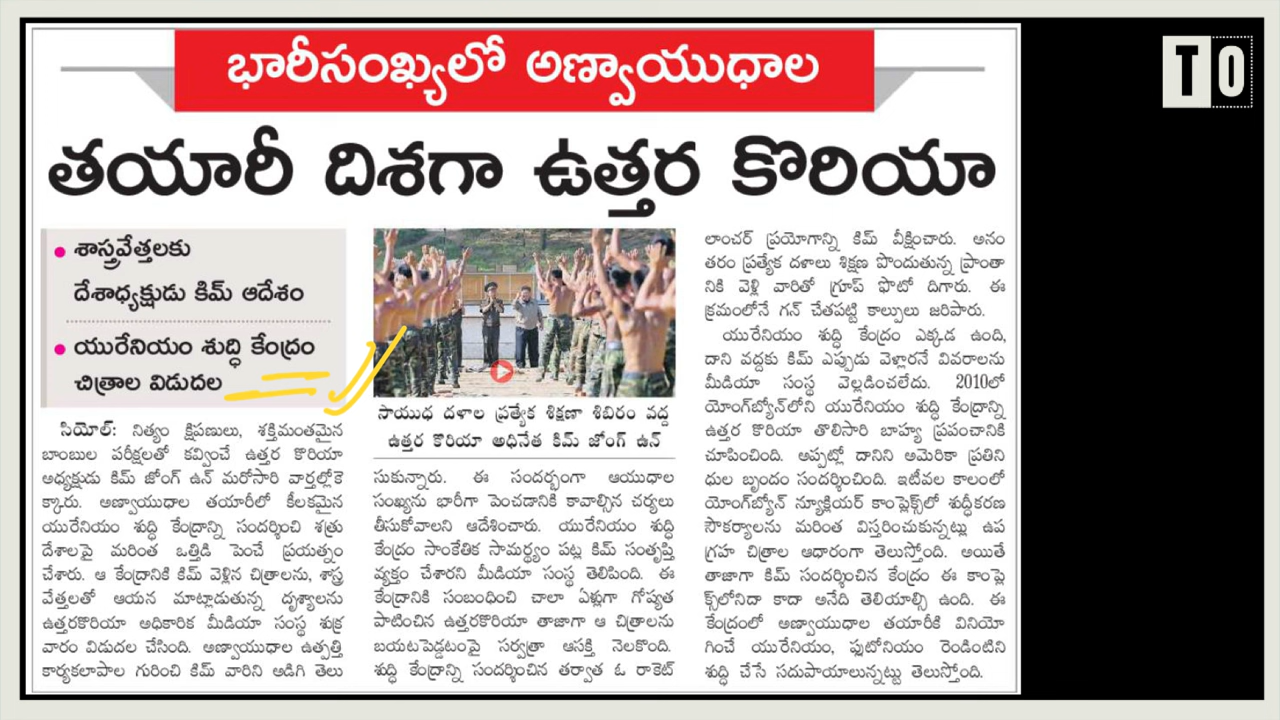 భారీసంఖ్యలో అణ్వాయుధాల
TO
తయారీ దిశగా ఉత్తర కొరియా
• శాస్త్రవేత్తలకు
దేశాధ్యక్షుడు కిమ్ ఆదేశం
• యురేనియం శుద్ధి కేంద్రం
చిత్రాల విడుదల
సియోల్: నిత్యం క్షిపణులు, శక్తిమంతమైన
బాంబుల పరీక్షలతో కవ్వించే ఉత్తర కొరియా
అధ్యక్షుడు కిమ్ జోంగ్ ఉన్ మరోసారి వార్తల్లోకె
క్కారు. అణ్వాయుధాల తయారీలో కీలకమైన
యురేనియం శుద్ధి కేంద్రాన్ని సందర్శించి శత్రు
దేశాలపై మరింత ఒత్తిడి పెంచే ప్రయత్నం
చేశారు. ఆ కేంద్రానికి కిమ్ వెళ్లిన చిత్రాలను, శాస్త్ర
వేత్తలతో ఆయన మాట్లాడుతున్న దృశ్యాలను
ఉత్తరకొరియా అధికారిక మీడియా సంస్థ శుక్ర
వారం విడుదల చేసింది. అణ్వాయుధాల ఉత్పత్తి
కార్యకలాపాల గురించి కిమ్ వారిని అడిగి తెలు
సాయుధ దళాల ప్రత్యేక శిక్షణా శిబిరం వద్ద
ఉత్తర కొరియా అధినేత కిమ్ జోంగ్ ఉన్
సుకున్నారు. ఈ సందర్భంగా ఆయుధాల
సంఖ్యను భారీగా పెంచడానికి కావాల్సిన చర్యలు
తీసుకోవాలని ఆదేశించారు. యురేనియం శుద్ధి
కేంద్రం సాంకేతిక సామర్థ్యం పట్ల కిమ్ సంతృప్తి
వ్యక్తం చేశారని మీడియా సంస్థ తెలిపింది. ఈ
కేంద్రానికి సంబంధించి చాలా ఏళ్లుగా గోప్యత
పాటించిన ఉత్తరకొరియా తాజాగా ఆ చిత్రాలను
బయటపెడ్డటంపై సర్వత్రా ఆసక్తి నెలకొంది.
శుద్ధి కేంద్రాన్ని సందర్శించిన తర్వాత ఓ రాకెట్
లాంచర్ ప్రయోగాన్ని కిమ్ వీక్షించారు. అనం
తరం ప్రత్యేక దళాలు శిక్షణ పొందుతున్న ప్రాంతా
నికి వెళ్లి వారితో గ్రూప్ ఫొటో దిగారు. ఈ
క్రమంలోనే గన్ చేతపట్టి కాల్పులు జరిపారు.
యురేనియం శుద్ధి కేంద్రం ఎక్కడ ఉంది,
దాని వద్దకు కిమ్ ఎప్పుడు వెళ్లారనే వివరాలను
మీడియా సంస్థ వెల్లడించలేదు. 2010లో
యోంగ్‌బ్యోన్‌లోని యురేనియం శుద్ధి కేంద్రాన్ని
ఉత్తర కొరియా తొలిసారి బాహ్య ప్రపంచానికి
చూపించింది. అప్పట్లో దానిని అమెరికా ప్రతిని
ధుల బృందం సందర్శించింది. ఇటీవల కాలంలో
యోంగ్‌బ్యోన్ న్యూక్లియర్ కాంప్లెక్స్‌లో శుద్ధీకరణ
సౌకర్యాలను మరింత విస్తరించుకున్నట్లు ఉప
గ్రహ చిత్రాల ఆధారంగా తెలుస్తోంది. అయితే
తాజాగా కిమ్ సందర్శించిన కేంద్రం ఈ కాంప్లె
క్స్‌లోనిదా కాదా అనేది తెలియాల్సి ఉంది. ఈ
కేంద్రంలో అణ్వాయుధాల తయారీకి వినియో
గించే యురేనియం, ఫ్లుటోనియం రెండింటిని
శుద్ధి చేసే సదుపాయాలున్నట్టు తెలుస్తోంది.